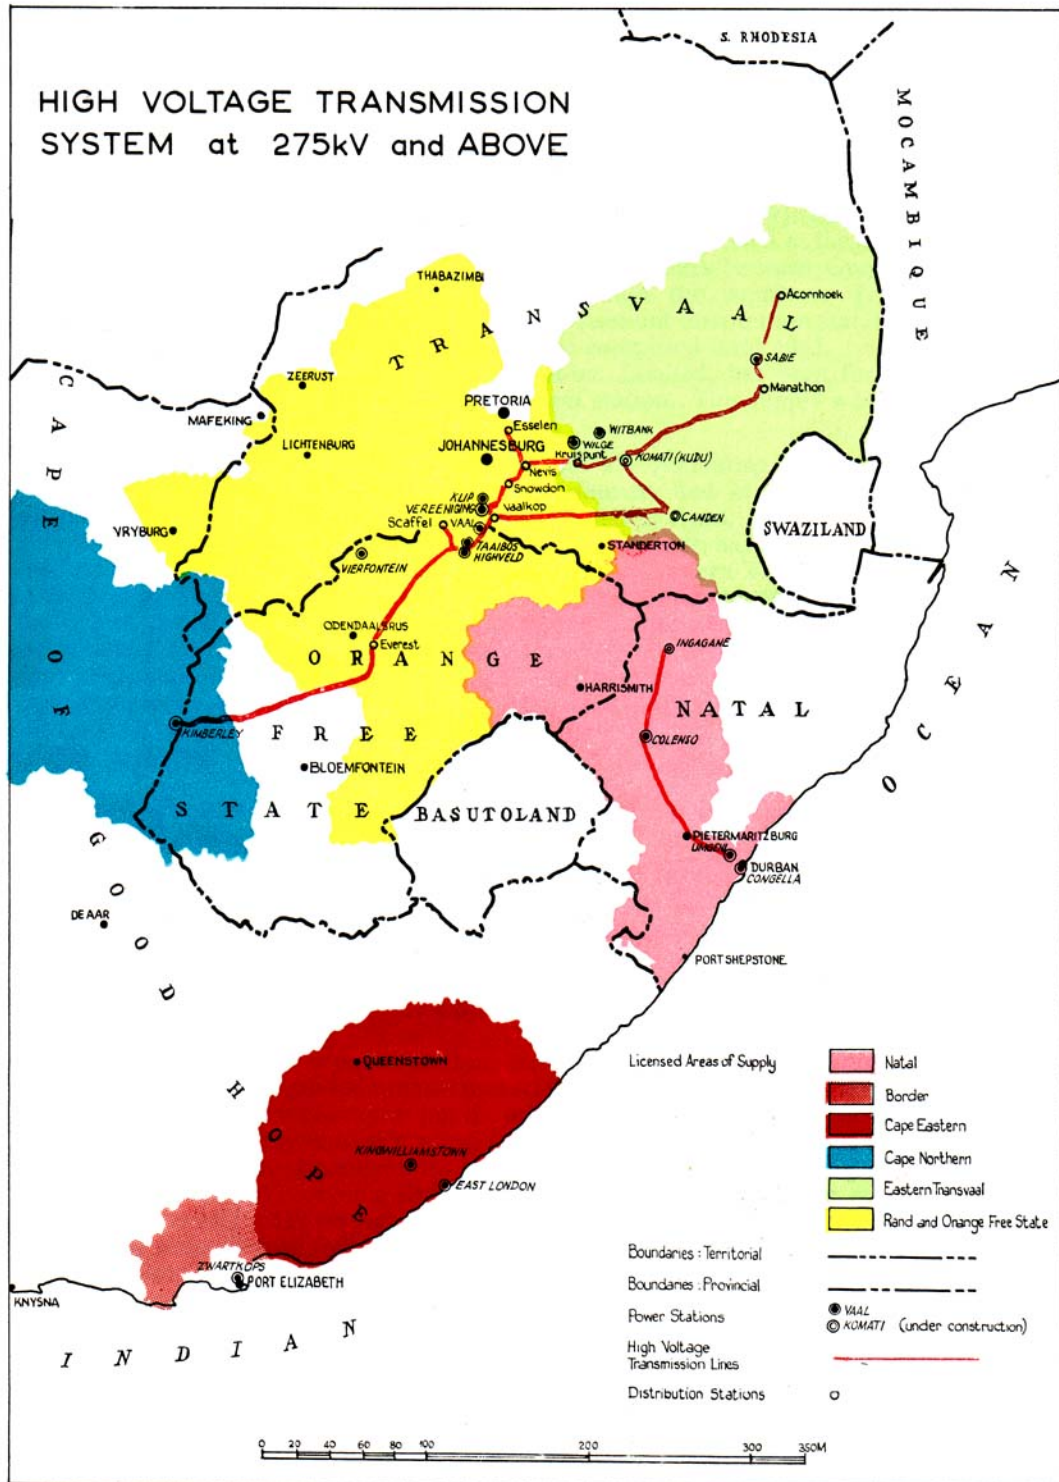 HIGH VOLTAGE TRANSMISSION
SYSTEM at 275kV and ABOVE
S. RHODESIA
MOCAMBIQUE
THABAZIMBI
TRANSVAAL
Acornhoek
SABIE
Manathon
ZEERUST
CAPE OF GOOD HOPE
MAFEKING
PRETORIA
Esselen
WITBANK
WILGE
LICHTENBURG
JOHANNESBURG
Kruispunt
KOMATI (KUDU)
Nevis
Snowdon
KLIP
VEREENIGING
Vaalkop
Scaffel
VAAL
CAMDEN
SWAZILAND
VRYBURG
TAAIBOS
HIGHVELD
STANDERTON
VIERFONTEIN
ODENDAALSRUS
Everest
INGAGANE
ORANGE
FREE
STATE
HARRISMITH
NATAL
KIMBERLEY
COLENSO
BLOEMFONTEIN
BASUTOLAND
PIETERMARITZBURG
UMGENI
DURBAN
CONGELLA
DE AAR
PORT SHEPSTONE
QUEENSTOWN
KINGWILLIAMSTOWN
EAST LONDON
ZWARTKOPS
PORT ELIZABETH
KNYSNA
INDIAN
OCEAN
Licensed Areas of Supply
Natal
Border
Cape Eastern
Cape Northern
Eastern Transvaal
Rand and Orange Free State
Boundaries : Territorial
Boundaries : Provincial
Power Stations
VAAL
KOMATI (under construction)
High Voltage
Transmission Lines
Distribution Stations
0 20 40 60 80 100 200 300 350M